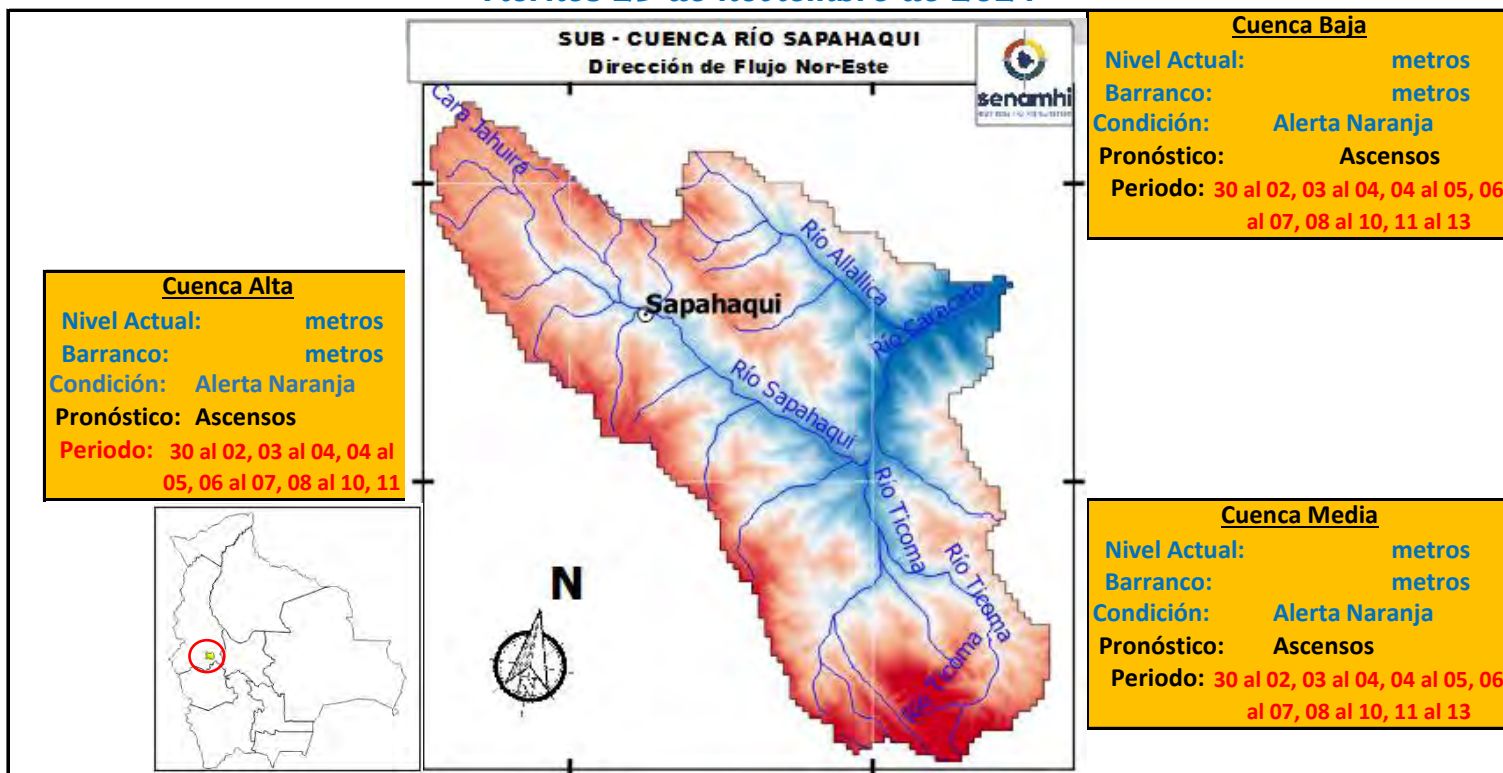 SUB - CUENCA RÍO SAPAHAQUI
Dirección de Flujo Nor-Este
senamhi
Cuenca Baja
Nivel Actual: metros
Barranco: metros
Condición: Alerta Naranja
Pronóstico: Ascensos
Periodo: 30 al 02, 03 al 04, 04 al 05, 06
al 07, 08 al 10, 11 al 13
Cuenca Alta
Nivel Actual: metros
Barranco: metros
Condición: Alerta Naranja
Pronóstico: Ascensos
Periodo: 30 al 02, 03 al 04, 04 al
05, 06 al 07, 08 al 10, 11
Cara Jahuira
Río Allallica
Sapahaqui
Río Caracato
Río Sapahaqui
Río Ticoma
Río Ticoma
Río Ticoma
N
Cuenca Media
Nivel Actual: metros
Barranco: metros
Condición: Alerta Naranja
Pronóstico: Ascensos
Periodo: 30 al 02, 03 al 04, 04 al 05, 06
al 07, 08 al 10, 11 al 13